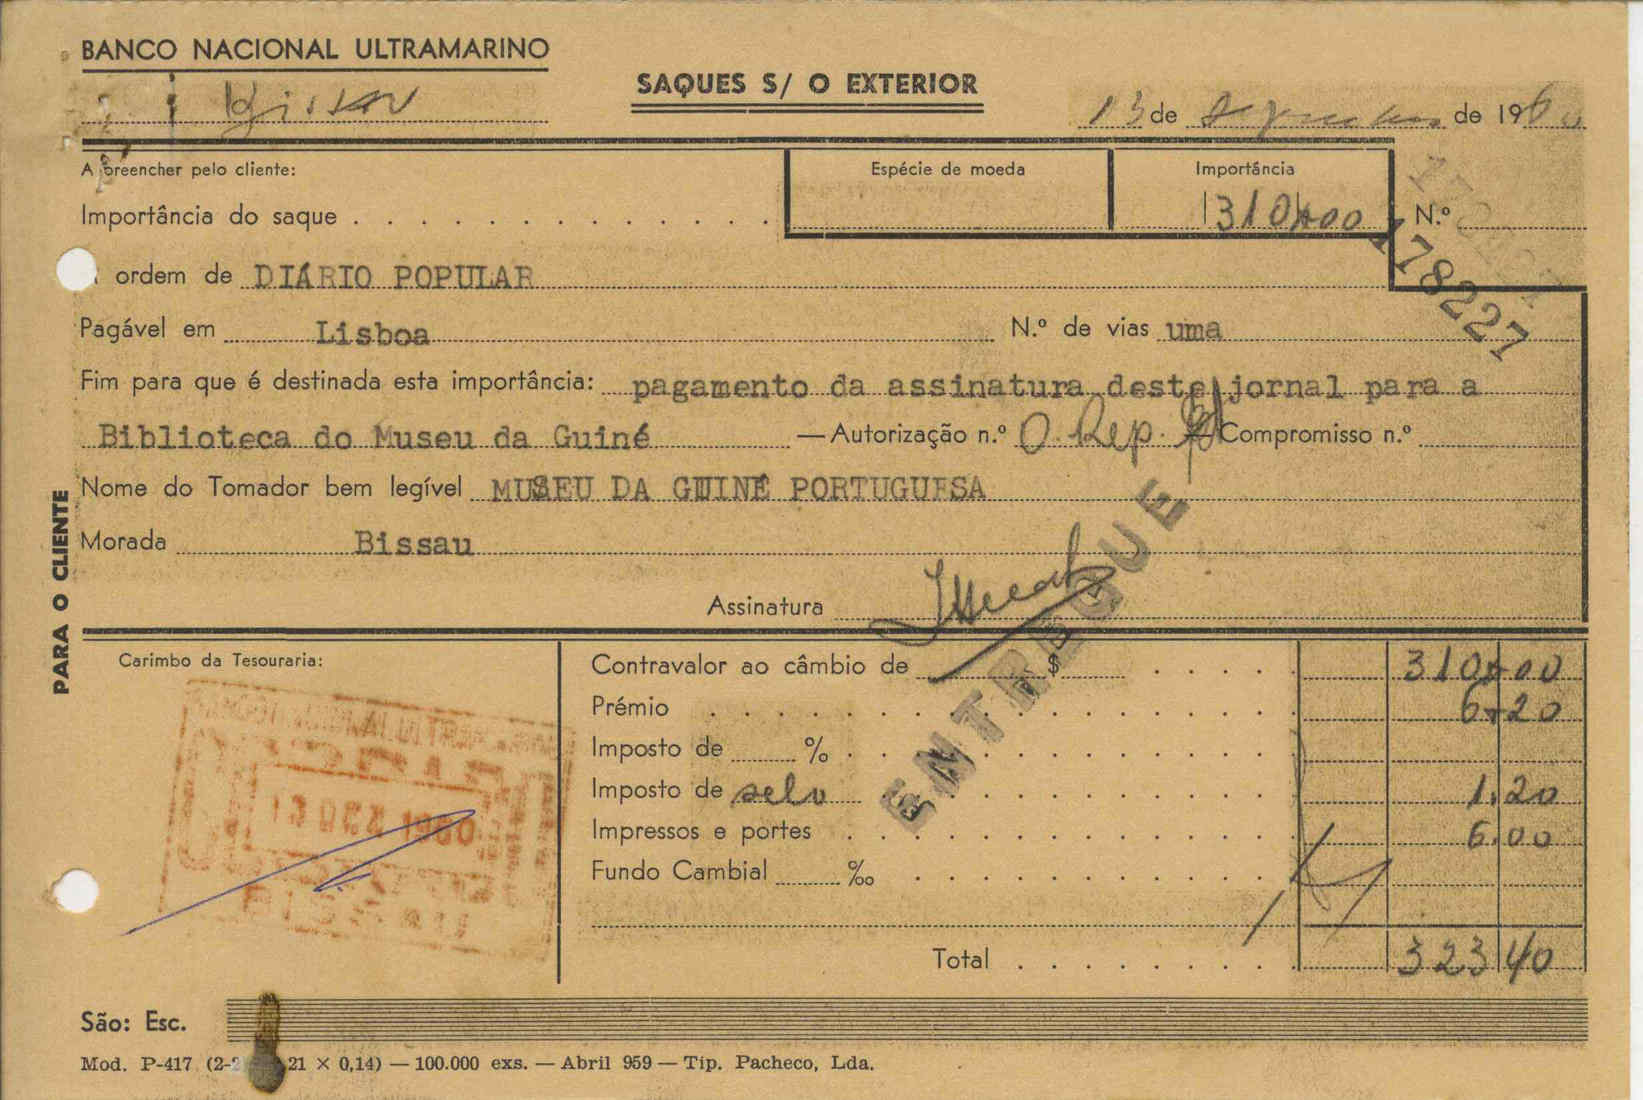 BANCO NACIONAL ULTRAMARINO
SAQUES S/ O EXTERIOR
Bissau
13 de Setembro de 1960
A preencher pelo cliente:
Espécie de moeda
Importância
Importância do saque
310$00
N.º
178227
ordem de DIÁRIO POPULAR
Pagável em Lisboa N.º de vias uma
Fim para que é destinada esta importância: pagamento da assinatura deste jornal para a
Biblioteca do Museu da Guiné — Autorização n.º O. Rep. Compromisso n.º
Nome do Tomador bem legível MUSEU DA GUINÉ PORTUGUESA
Morada Bissau
Assinatura
ENTREGUE
PARA O CLIENTE
Carimbo da Tesouraria:
Contravalor ao câmbio de $ 310$00
Prémio 6$20
Imposto de %
Imposto de selo 1.20
Impressos e portes 6.00
Fundo Cambial ‰
Total 323 40
São: Esc.
Mod. P-417 (2- 21 × 0,14) — 100.000 exs. — Abril 959 — Tip. Pacheco, Lda.